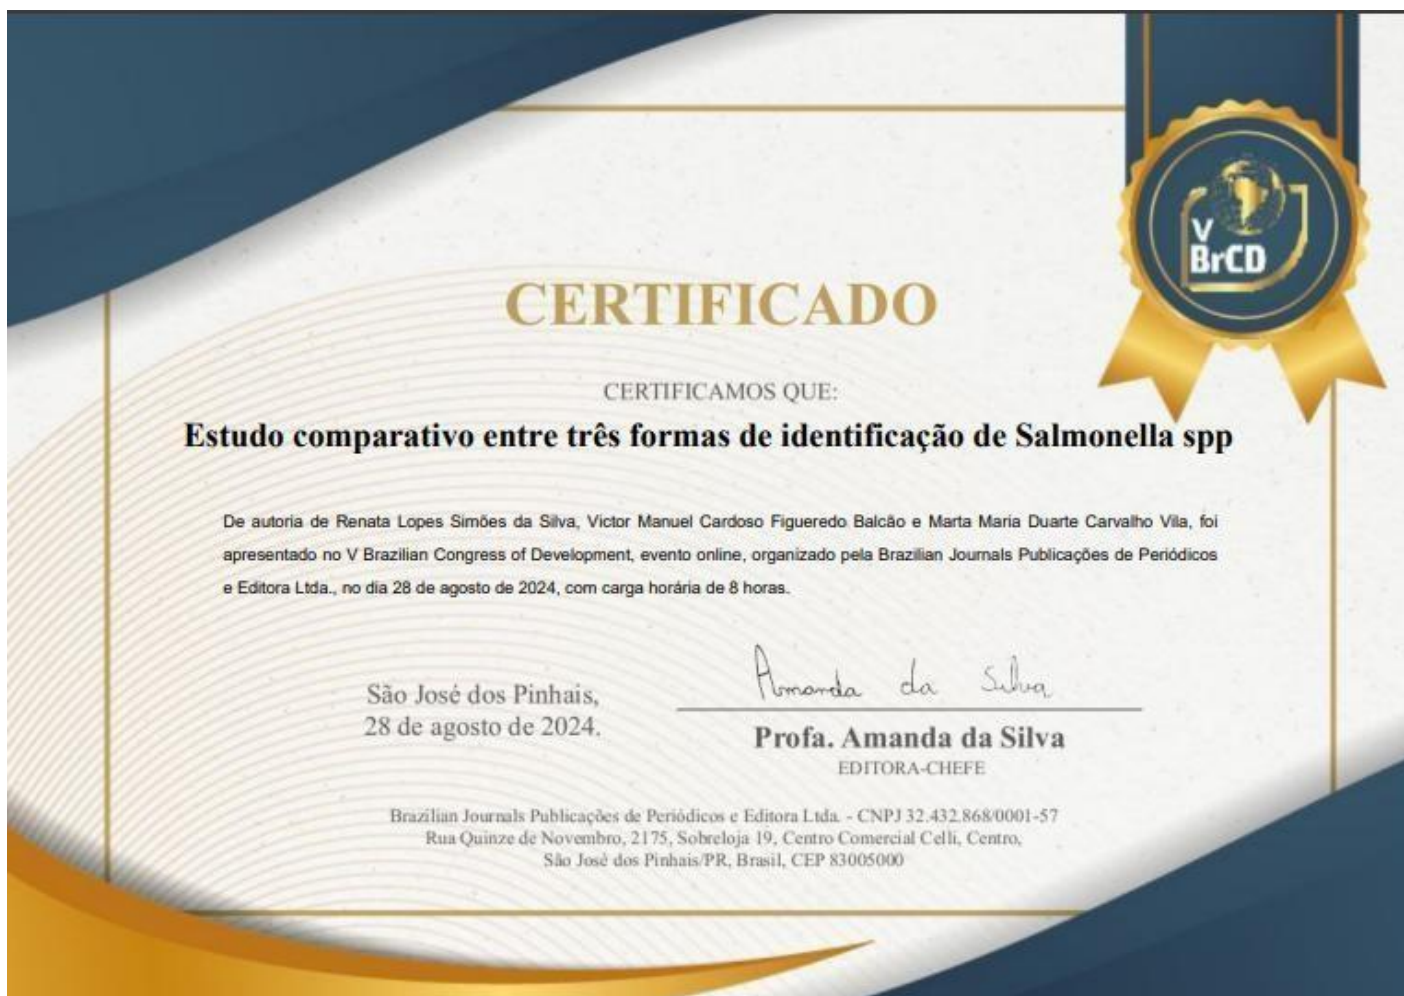 V
BrCD
CERTIFICADO
CERTIFICAMOS QUE:
Estudo comparativo entre três formas de identificação de Salmonella spp
De autoria de Renata Lopes Simões da Silva, Victor Manuel Cardoso Figueredo Balcão e Marta Maria Duarte Carvalho Vila, foi
apresentado no V Brazilian Congress of Development, evento online, organizado pela Brazilian Journals Publicações de Periódicos
e Editora Ltda., no dia 28 de agosto de 2024, com carga horária de 8 horas.
Amanda da Silva
São José dos Pinhais,
28 de agosto de 2024.
Profa. Amanda da Silva
EDITORA-CHEFE
Brazilian Journals Publicações de Periódicos e Editora Ltda. - CNPJ 32.432.868/0001-57
Rua Quinze de Novembro, 2175, Sobreloja 19, Centro Comercial Celli, Centro,
São José dos Pinhais/PR, Brasil, CEP 83005000